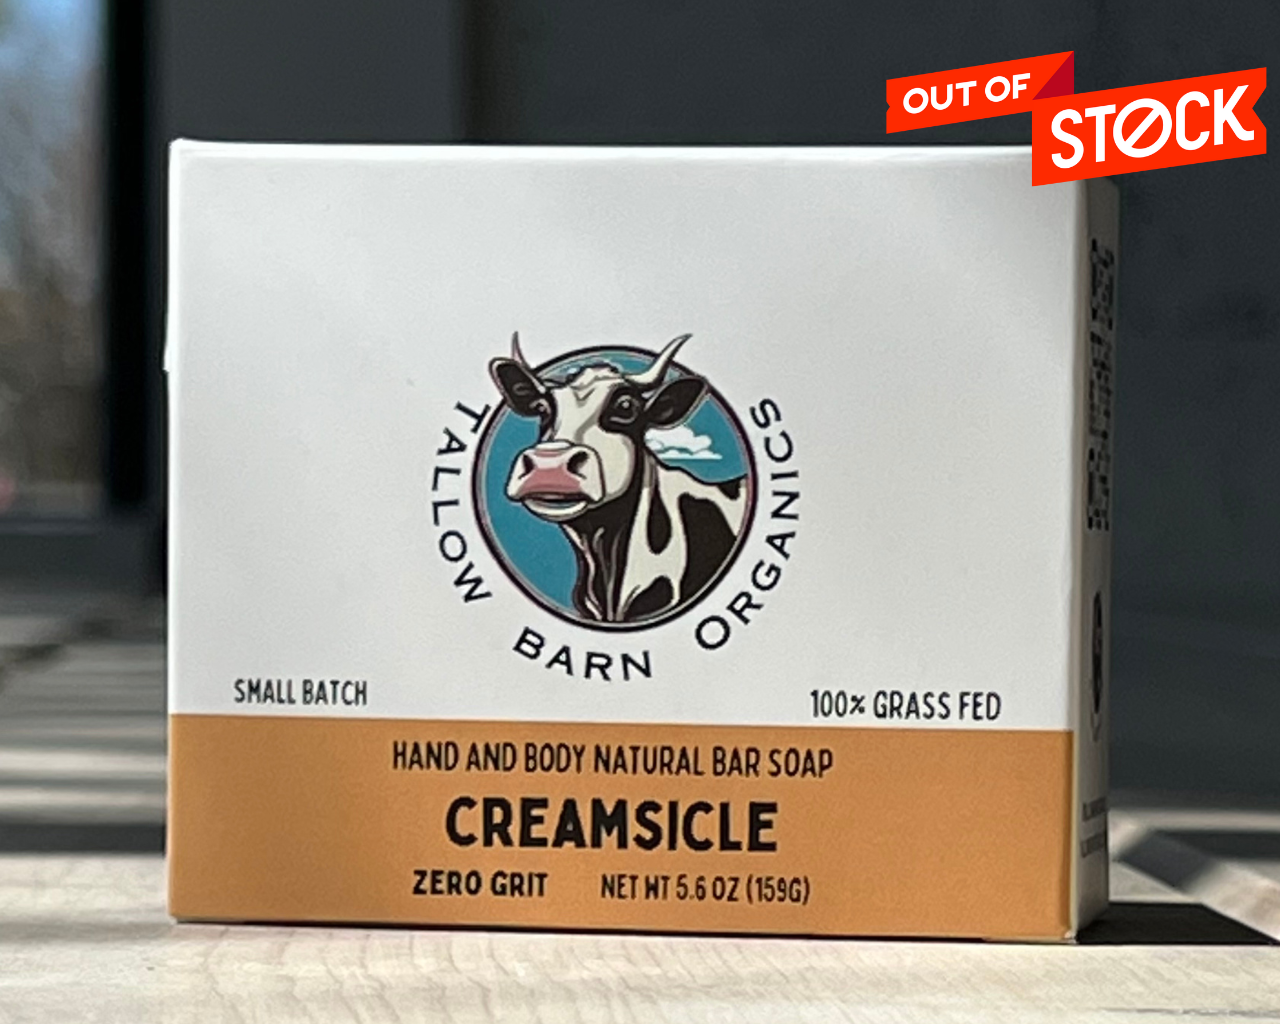 OUT OF
STOCK
TALLOW BARN ORGANICS
SMALL BATCH
100% GRASS FED
HAND AND BODY NATURAL BAR SOAP
CREAMSICLE
ZERO GRIT NET WT 5.6 OZ (159G)